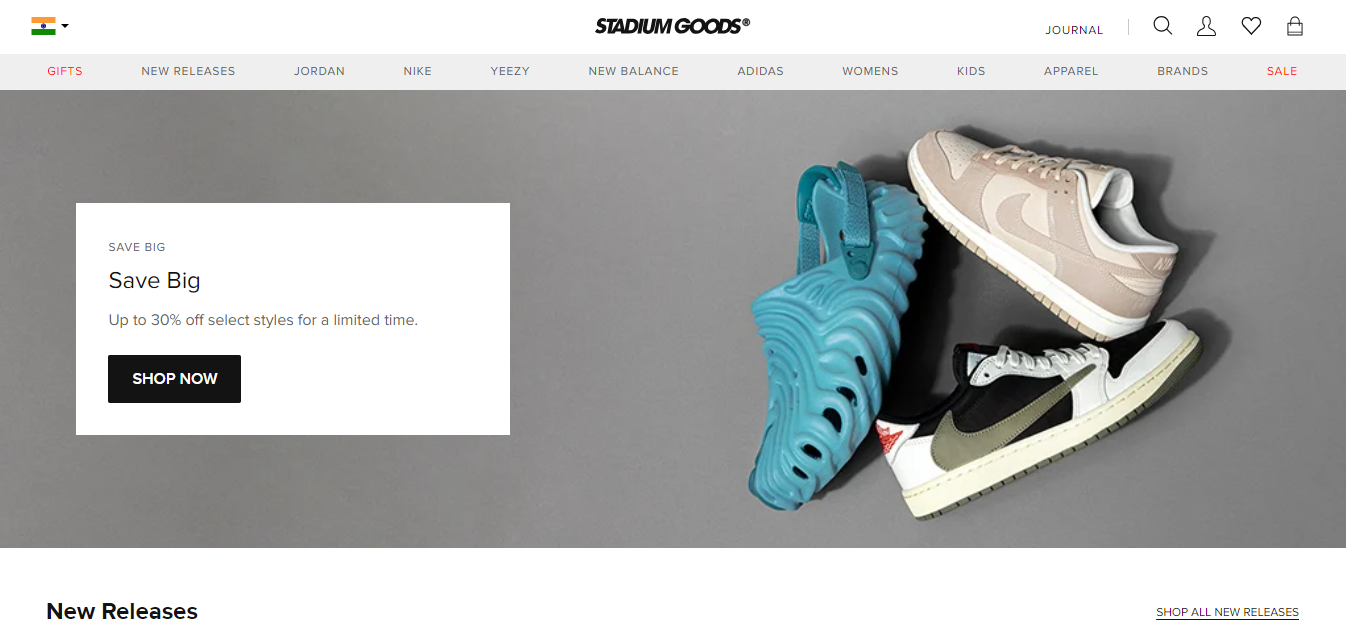 STADIUM GOODS®
JOURNAL
GIFTS NEW RELEASES JORDAN NIKE YEEZY NEW BALANCE ADIDAS WOMENS KIDS APPAREL BRANDS SALE
SAVE BIG
Save Big
Up to 30% off select styles for a limited time.
SHOP NOW
New Releases
SHOP ALL NEW RELEASES